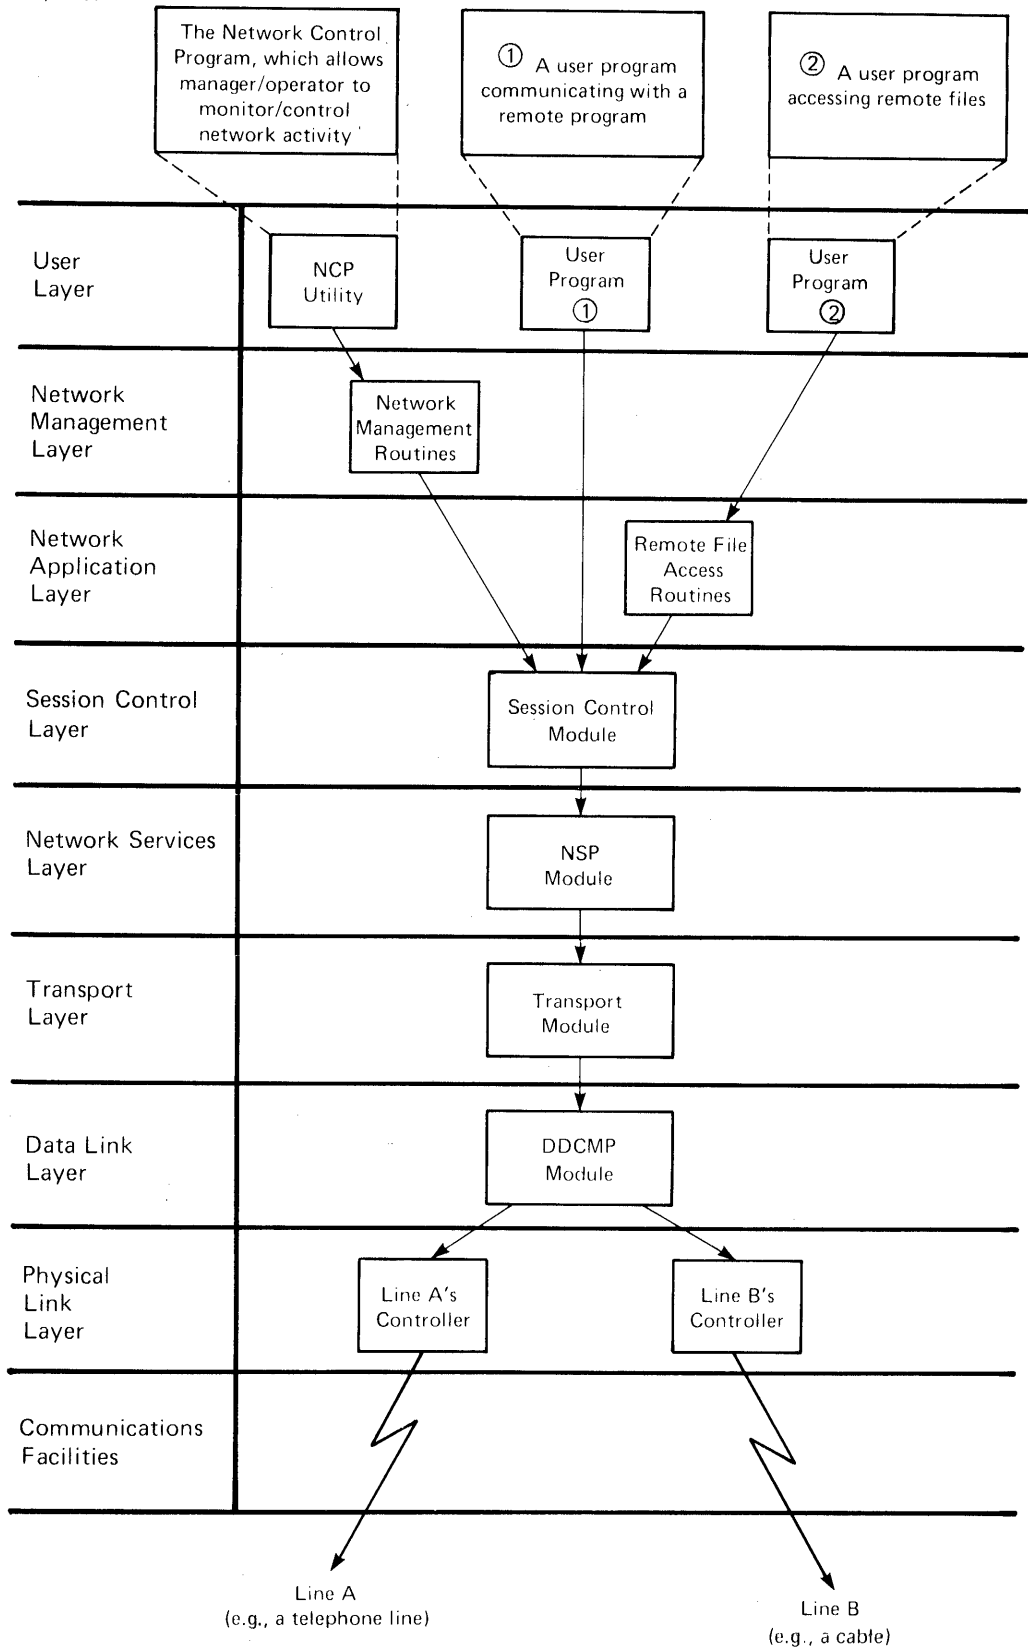 The Network Control
Program, which allows
manager/operator to
monitor/control
network activity
① A user program
communicating with a
remote program
② A user program
accessing remote files
User
Layer
NCP
Utility
User
Program
①
User
Program
②
Network
Management
Layer
Network
Management
Routines
Network
Application
Layer
Remote File
Access
Routines
Session Control
Layer
Session Control
Module
Network Services
Layer
NSP
Module
Transport
Layer
Transport
Module
Data Link
Layer
DDCMP
Module
Physical
Link
Layer
Line A's
Controller
Line B's
Controller
Communications
Facilities
Line A
(e.g., a telephone line)
Line B
(e.g., a cable)